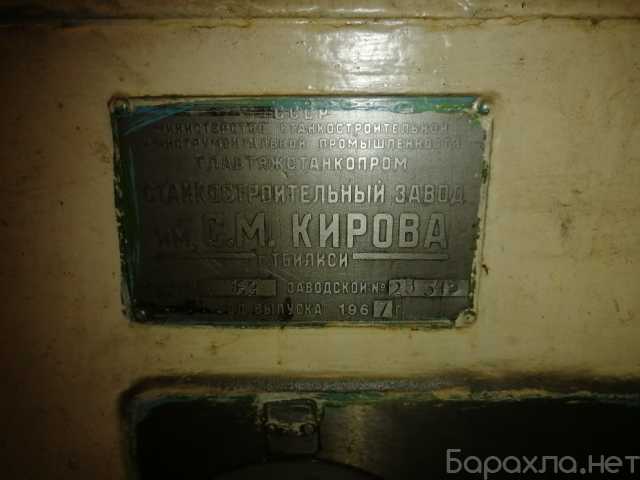 СССР
МИНИСТЕРСТВО СТАНКОСТРОИТЕЛЬНОЙ
ИНСТРУМЕНТАЛЬНОЙ ПРОМЫШЛЕННОСТИ
ГЛАВТЯЖСТАНКОПРОМ
СТАНКОСТРОИТЕЛЬНЫЙ ЗАВОД
ИМ. С.М. КИРОВА
Г. ТБИЛИСИ
ЗАВОДСКОЙ №
ВЫПУСКА 1967 Г.
Барахла.нет